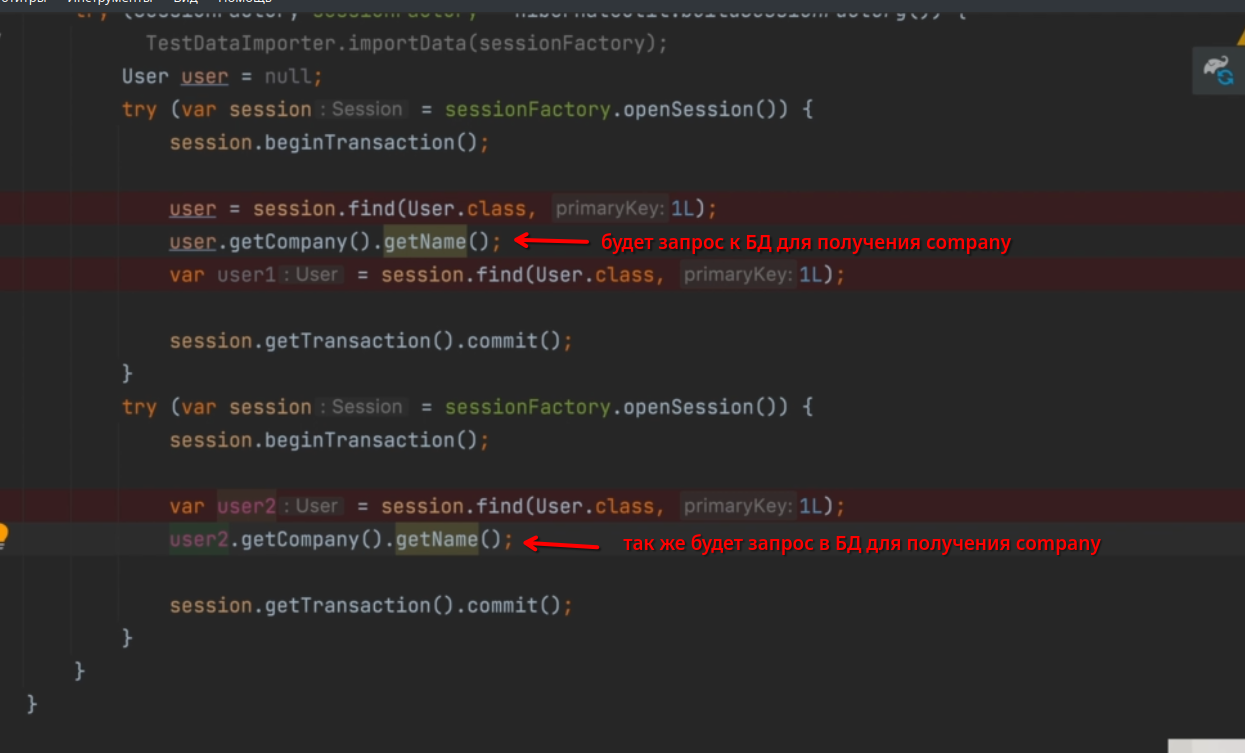 Инструменты Вид Помощь
try (SessionFactory sessionFactory = HibernateUtil.buildSessionFactory()) {
TestDataImporter.importData(sessionFactory);
User user = null;
try (var session : Session = sessionFactory.openSession()) {
session.beginTransaction();
user = session.find(User.class, primaryKey: 1L);
user.getCompany().getName(); будет запрос к БД для получения company
var user1 : User = session.find(User.class, primaryKey: 1L);
session.getTransaction().commit();
}
try (var session : Session = sessionFactory.openSession()) {
session.beginTransaction();
var user2 : User = session.find(User.class, primaryKey: 1L);
user2.getCompany().getName(); так же будет запрос в БД для получения company
session.getTransaction().commit();
}
}
}